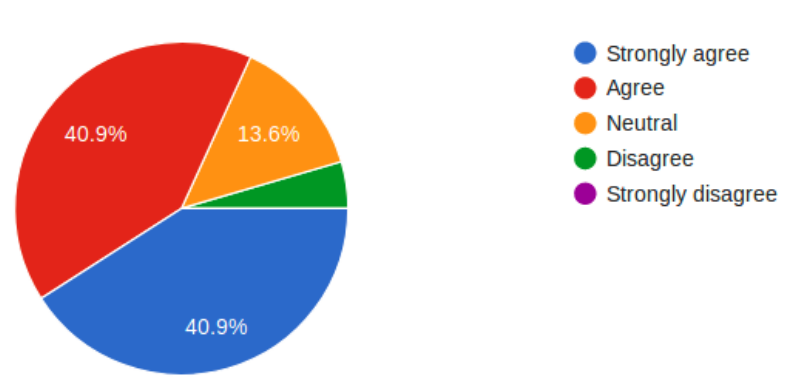 40.9%
13.6%
40.9%
Strongly agree
Agree
Neutral
Disagree
Strongly disagree